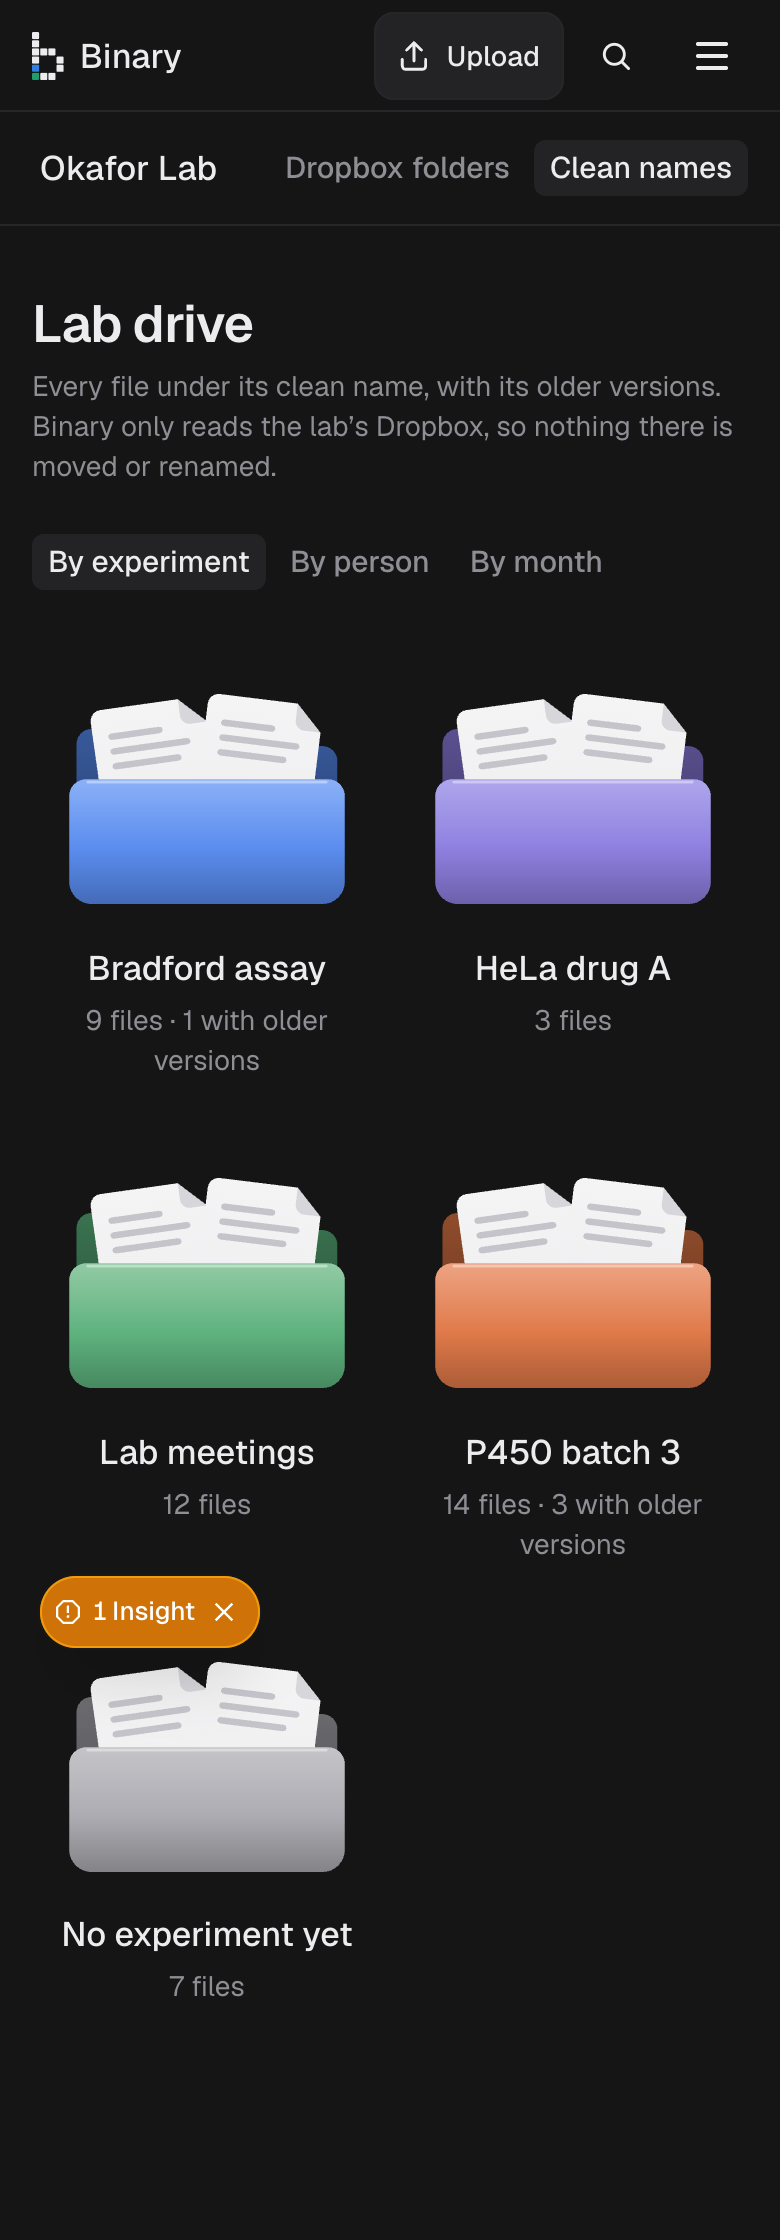 Binary
Upload
Okafor Lab
Dropbox folders
Clean names
Lab drive
Every file under its clean name, with its older versions.
Binary only reads the lab’s Dropbox, so nothing there is
moved or renamed.
By experiment
By person
By month
Bradford assay
9 files · 1 with older
versions
HeLa drug A
3 files
Lab meetings
12 files
P450 batch 3
14 files · 3 with older
versions
1 Insight
No experiment yet
7 files